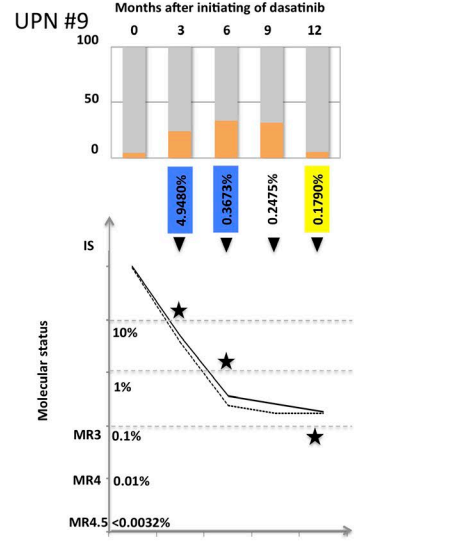 UPN #9
Months after initiating of dasatinib
0 3 6 9 12
100
50
0
4.9480%
0.3673%
0.2475%
0.1790%
IS
Molecular status
10%
1%
MR3 0.1%
MR4 0.01%
MR4.5 <0.0032%